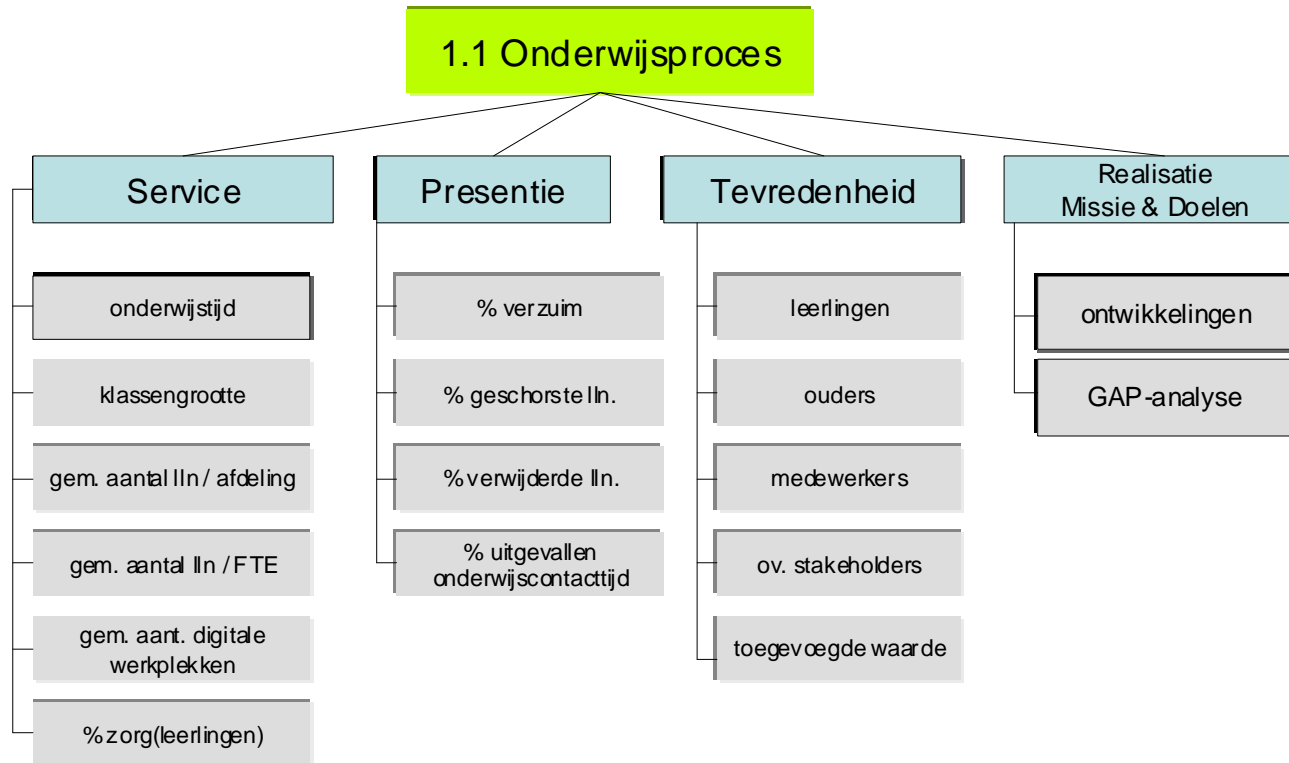 1.1 Onderwijsproces
Service
onderwijstijd
klassengrootte
gem. aantal lln / afdeling
gem. aantal lln / FTE
gem. aant. digitale
werkplekken
% zorg(leerlingen)
Presentie
% verzuim
% geschorste lln.
% verwijderde lln.
% uitgevallen
onderwijscontacttijd
Tevredenheid
leerlingen
ouders
medewerkers
ov. stakeholders
toegevoegde waarde
Realisatie
Missie & Doelen
ontwikkelingen
GAP-analyse